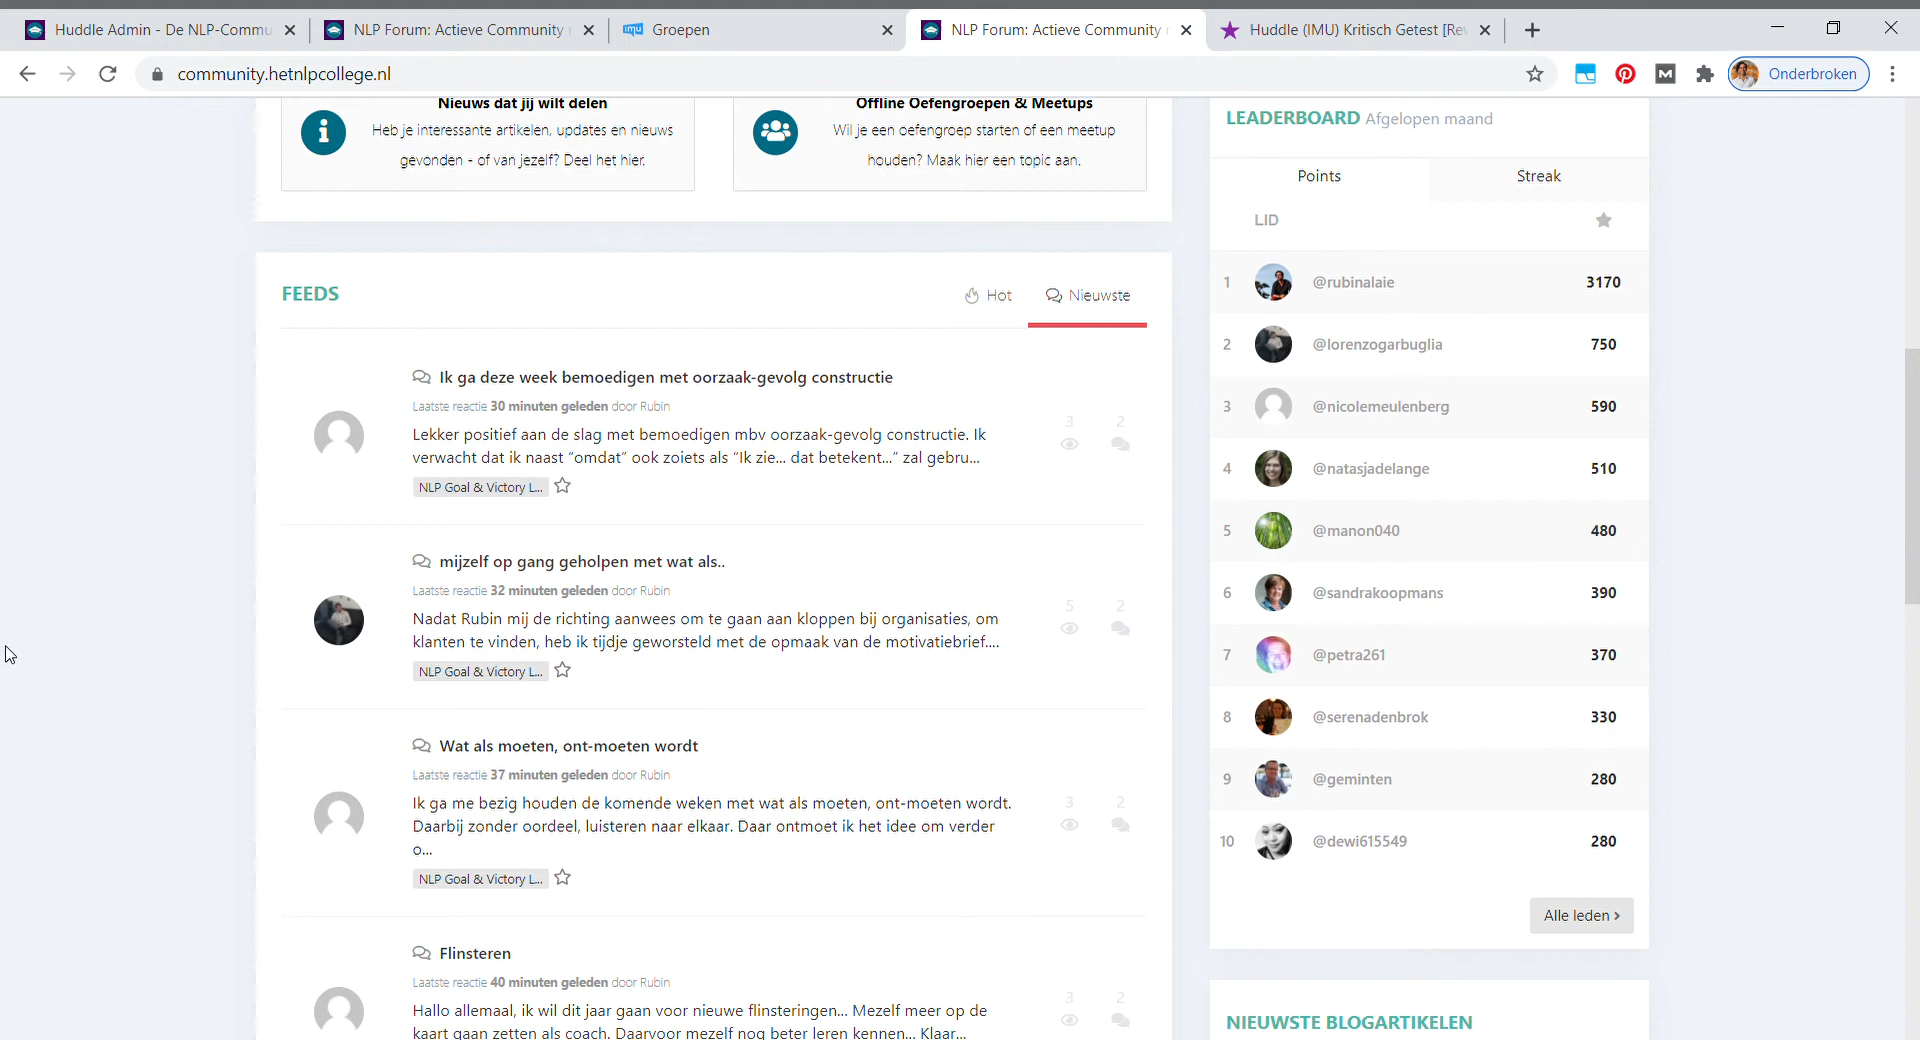 Huddle Admin - De NLP-Commu
NLP Forum: Actieve Community
Groepen
NLP Forum: Actieve Community
Huddle (IMU) Kritisch Getest [Rev
community.hetnlpcollege.nl
Onderbroken
Nieuws dat jij wilt delen
Heb je interessante artikelen, updates en nieuws
gevonden - of van jezelf? Deel het hier.
Offline Oefengroepen & Meetups
Wil je een oefengroep starten of een meetup
houden? Maak hier een topic aan.
FEEDS
Hot
Nieuwste
Ik ga deze week bemoedigen met oorzaak-gevolg constructie
Laatste reactie 30 minuten geleden door Rubin
Lekker positief aan de slag met bemoedigen mbv oorzaak-gevolg constructie. Ik
verwacht dat ik naast “omdat” ook zoiets als “Ik zie... dat betekent...” zal gebru...
3 2
NLP Goal & Victory L...
mijzelf op gang geholpen met wat als..
Laatste reactie 32 minuten geleden door Rubin
Nadat Rubin mij de richting aanwees om te gaan aan kloppen bij organisaties, om
klanten te vinden, heb ik tijdje geworsteld met de opmaak van de motivatiebrief....
5 2
NLP Goal & Victory L...
Wat als moeten, ont-moeten wordt
Laatste reactie 37 minuten geleden door Rubin
Ik ga me bezig houden de komende weken met wat als moeten, ont-moeten wordt.
Daarbij zonder oordeel, luisteren naar elkaar. Daar ontmoet ik het idee om verder
o...
3 2
NLP Goal & Victory L...
Flinsteren
Laatste reactie 40 minuten geleden door Rubin
Hallo allemaal, ik wil dit jaar gaan voor nieuwe flinsteringen... Mezelf meer op de
kaart gaan zetten als coach. Daarvoor mezelf nog beter leren kennen... Klaar...
3 2
LEADERBOARD Afgelopen maand
Points
Streak
LID
1 @rubinalaie 3170
2 @lorenzogarbuglia 750
3 @nicolemeulenberg 590
4 @natasjadelange 510
5 @manon040 480
6 @sandrakoopmans 390
7 @petra261 370
8 @serenadenbrok 330
9 @geminten 280
10 @dewi615549 280
Alle leden ›
NIEUWSTE BLOGARTIKELEN